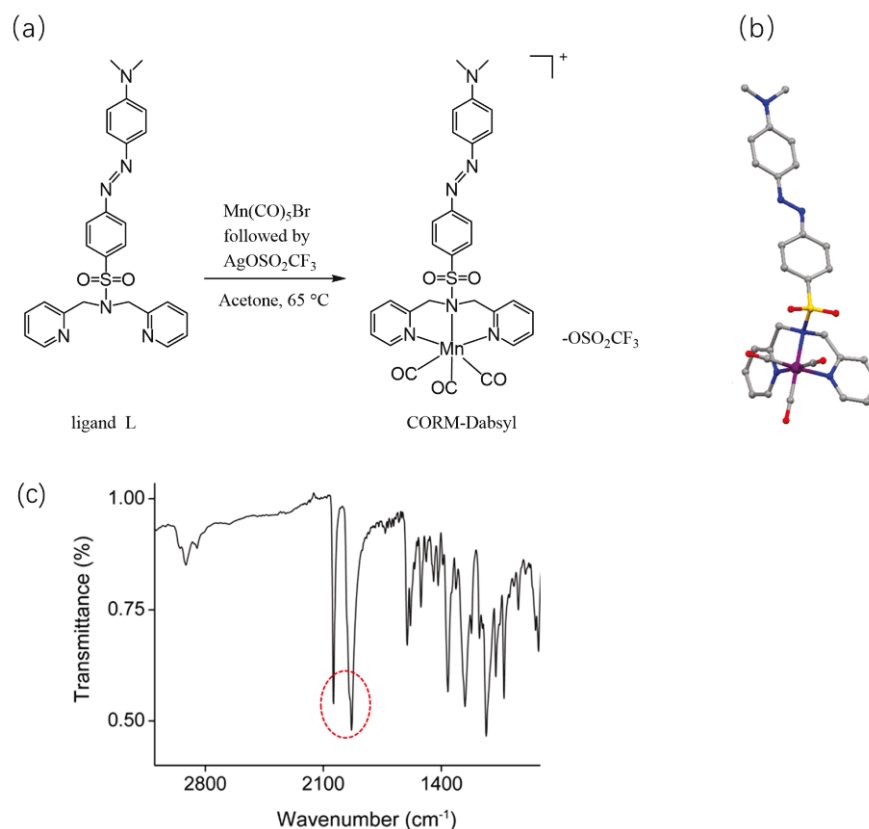 (a)
(b)
N
N
N
O=S=O
N
N
N
ligand L
Mn(CO)5Br
followed by
AgOSO2CF3
Acetone, 65 °C
+
N
N
N
O=S=O
N
N
N
Mn
OC
CO
CO
-OSO2CF3
CORM-Dabsyl
(c)
Transmittance (%)
1.00
0.75
0.50
2800
2100
1400
Wavenumber (cm-1)